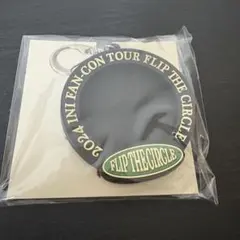 2024 INI FAN-CON TOUR FLIP THE CIRCLE
FLIP THE CIRCLE